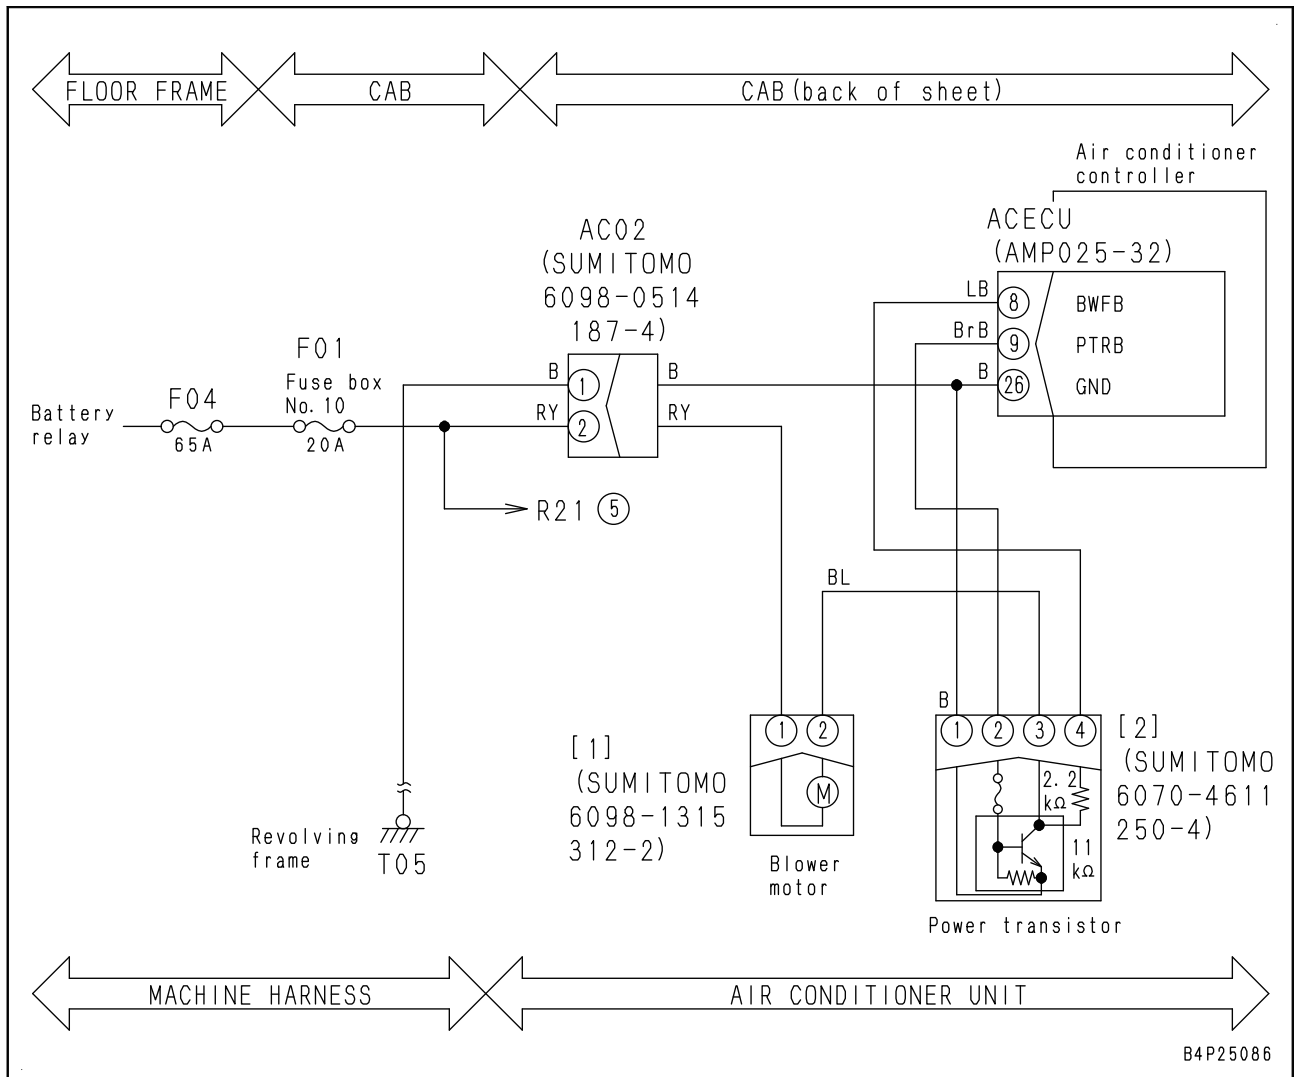 FLOOR FRAME
CAB
CAB(back of sheet)
Air conditioner
controller
ACECU
(AMP025-32)
AC02
(SUMITOMO
6098-0514
187-4)
LB
8
BWFB
BrB
9
PTRB
B
26
GND
F01
Fuse box
No. 10
20A
F04
65A
Battery
relay
B
1
B
RY
2
RY
R21
5
BL
B
1
2
[1]
(SUMITOMO
6098-1315
312-2)
M
Blower
motor
1
2
3
4
[2]
(SUMITOMO
6070-4611
250-4)
2.2
kΩ
11
kΩ
Power transistor
Revolving
frame
T05
MACHINE HARNESS
AIR CONDITIONER UNIT
B4P25086